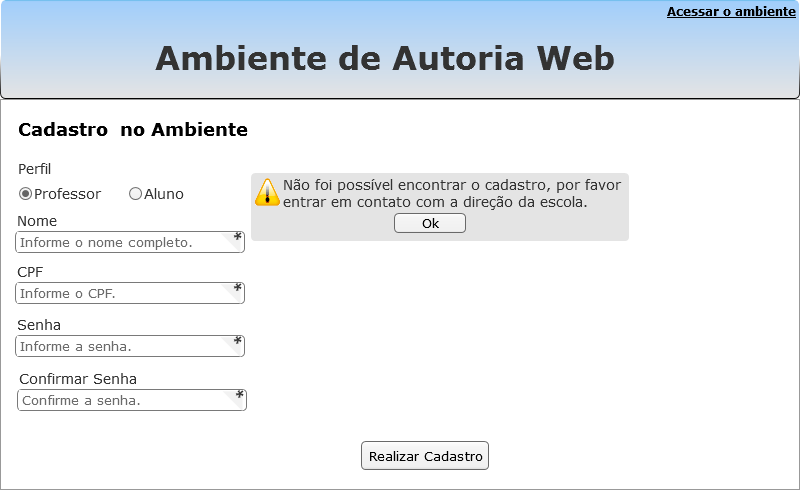 Acessar o ambiente
Ambiente de Autoria Web
Cadastro no Ambiente
Perfil
Professor Aluno
Não foi possível encontrar o cadastro, por favor
entrar em contato com a direção da escola.
Ok
Nome
Informe o nome completo. *
CPF
Informe o CPF. *
Senha
Informe a senha. *
Confirmar Senha
Confirme a senha. *
Realizar Cadastro